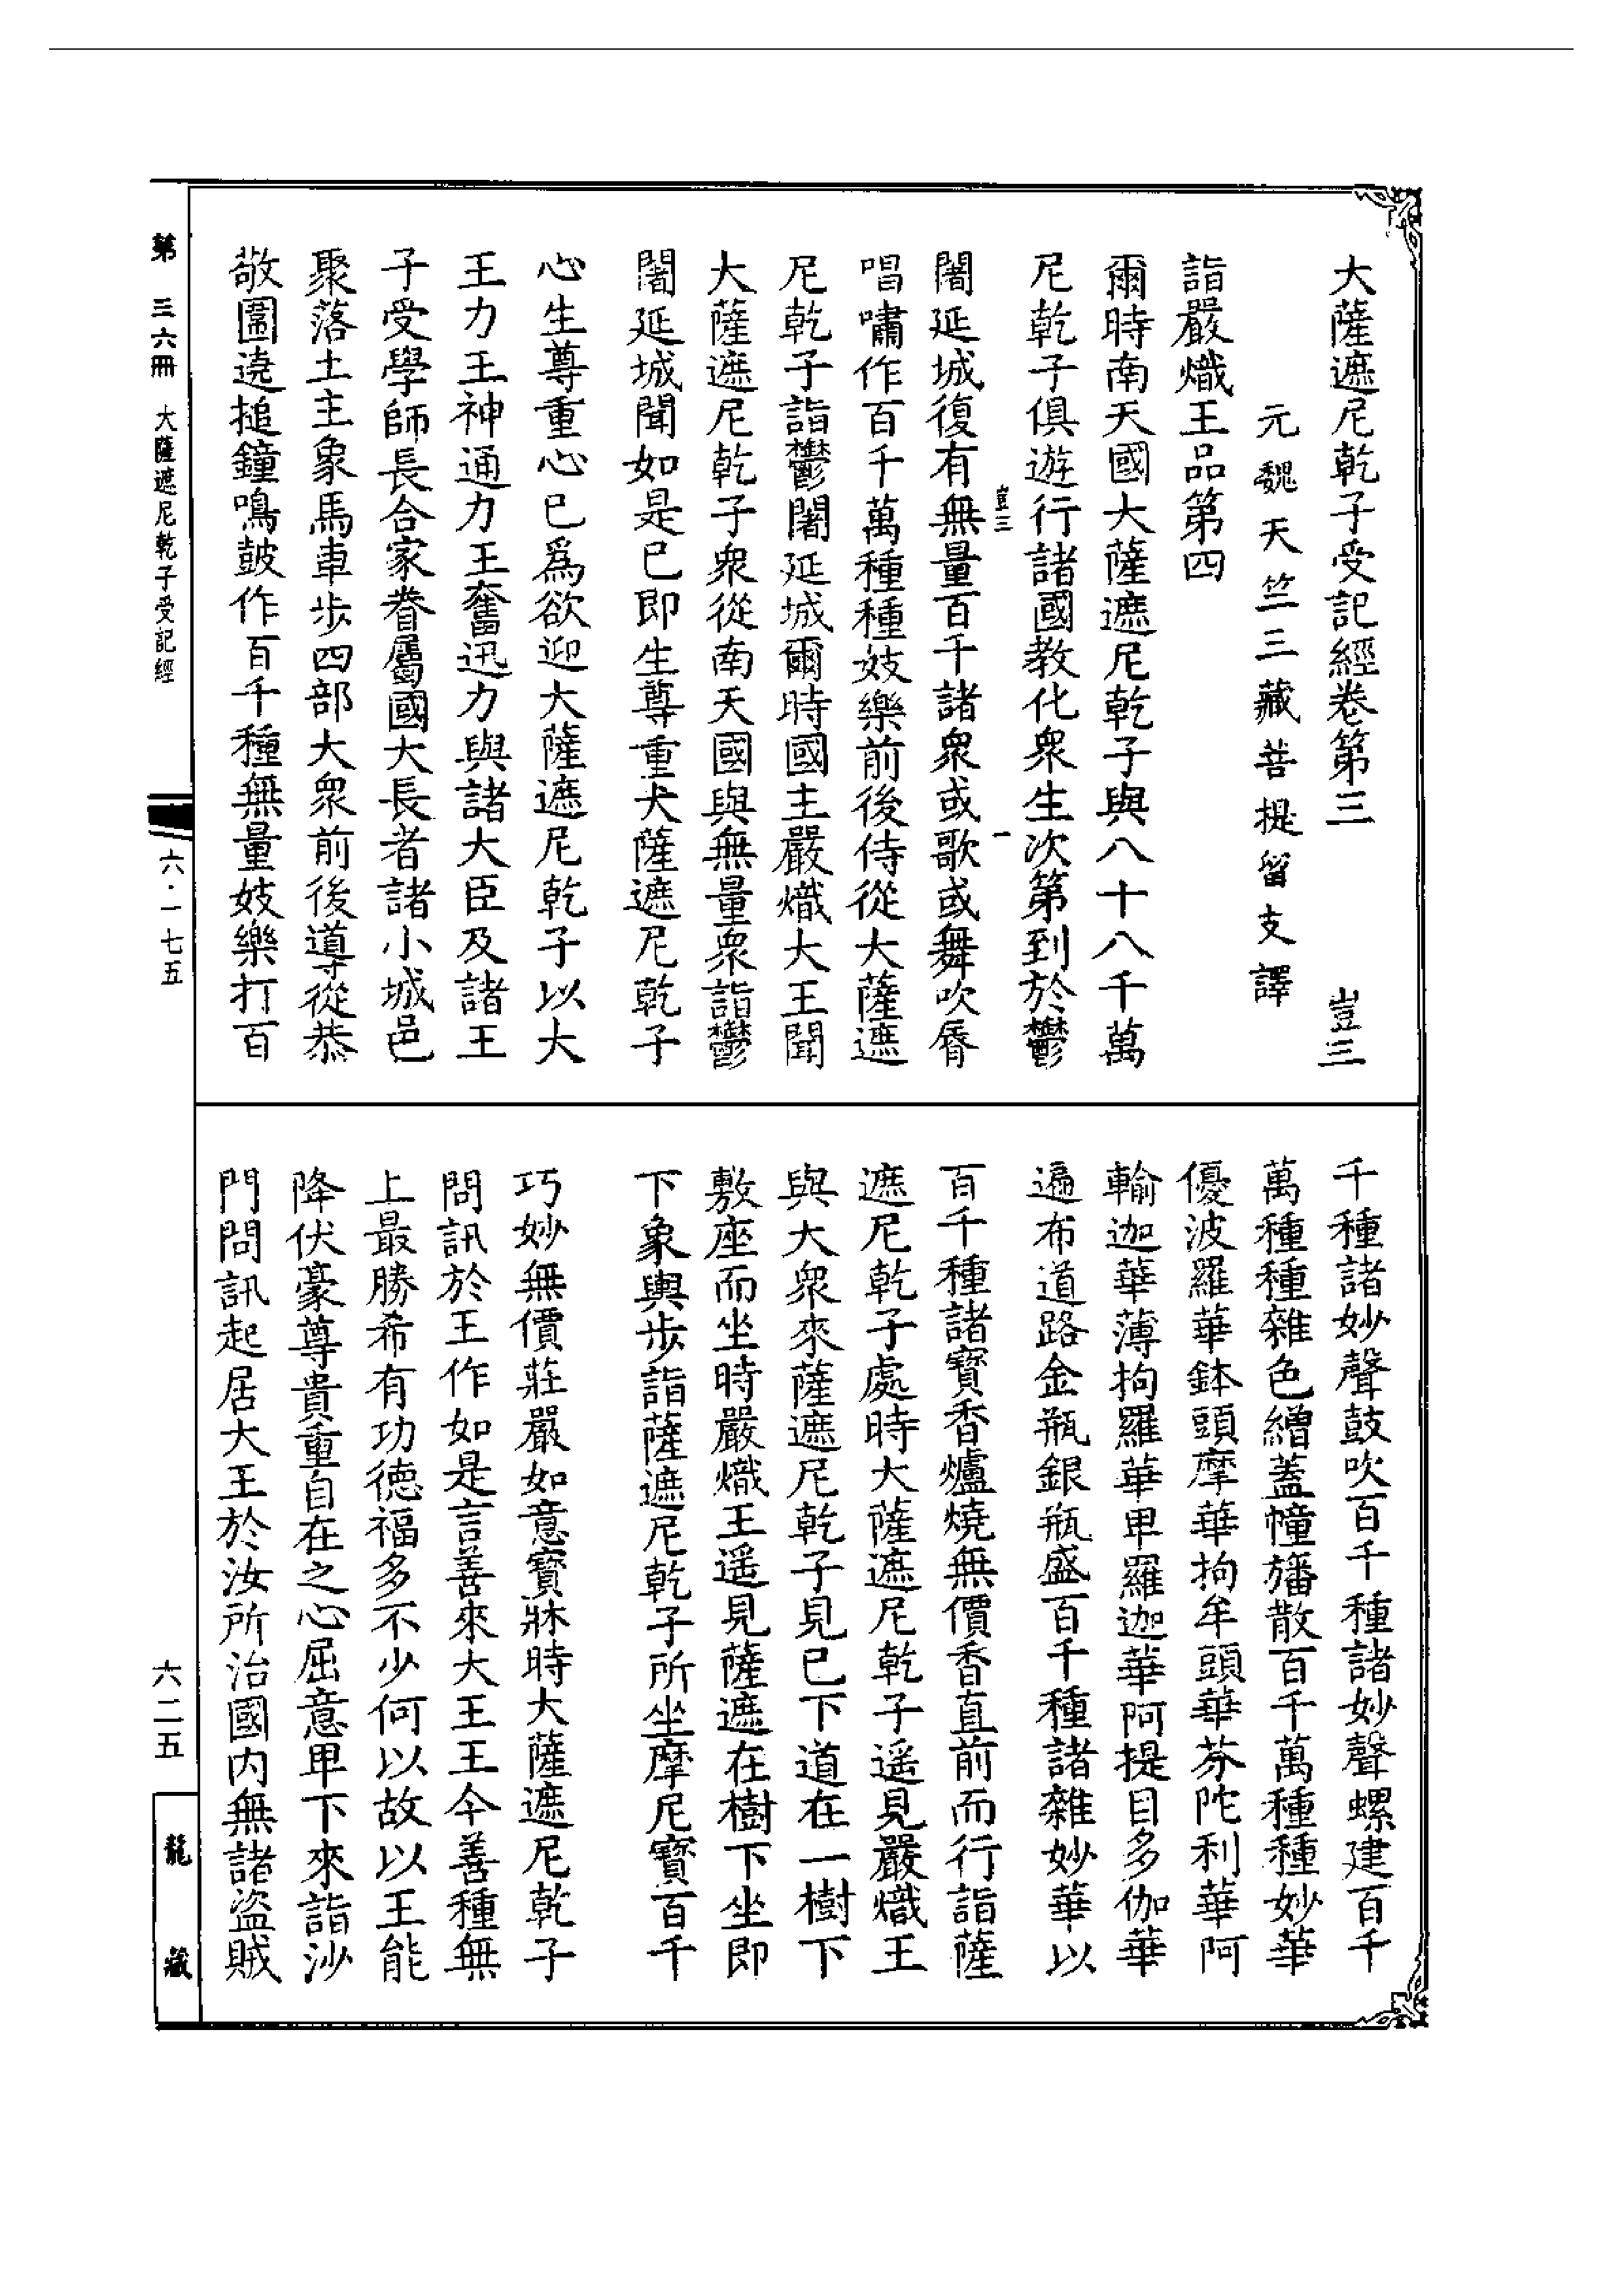 大薩遮尼乾子受記經卷第三　豈三
元魏天竺三藏菩提留支譯
詣嚴熾王品第四
爾時南天國大薩遮尼乾子與八十八千萬
尼乾子俱遊行諸國教化衆生次第到於鬱
豈三　一
闍延城復有無量百千諸衆或歌或舞吹脣
唱嘯作百千萬種種妓樂前後侍從大薩遮
尼乾子詣鬱闍延城爾時國主嚴熾大王聞
大薩遮尼乾子衆從南天國與無量衆詣鬱
闍延城聞如是已即生尊重大薩遮尼乾子
心生尊重心已爲欲迎大薩遮尼乾子以大
王力王神通力王奮迅力與諸大臣及諸王
子受學師長合家眷屬國大長者諸小城邑
聚落土主象馬車步四部大衆前後導從恭
敬圍遶搥鐘鳴皷作百千種無量妓樂打百
千種諸妙聲鼓吹百千種諸妙聲螺建百千
萬種種雜色繒蓋幢旛散百千萬種種妙華
優波羅華鉢頭摩華拘牟頭華芬陀利華阿
輸迦華薄拘羅華甲羅迦華阿提目多伽華
遍布道路金瓶銀瓶盛百千種諸雜妙華以
百千種諸寶香爐燒無價香直前而行詣薩
遮尼乾子處時大薩遮尼乾子遥見嚴熾王
與大衆來薩遮尼乾子見已下道在一樹下
敷座而坐時嚴熾王遥見薩遮在樹下坐即
下象輿步詣薩遮尼乾子所坐摩尼寶百千
巧妙無價莊嚴如意寶牀時大薩遮尼乾子
問訊於王作如是言善來大王王今善種無
上最勝希有功德福多不少何以故以王能
降伏豪尊貴重自在之心屈意甲下來詣沙
門問訊起居大王於汝所治國内無諸盜賊
第三六冊　大薩遮尼乾子受記經　六·一七五
六二五
龍藏